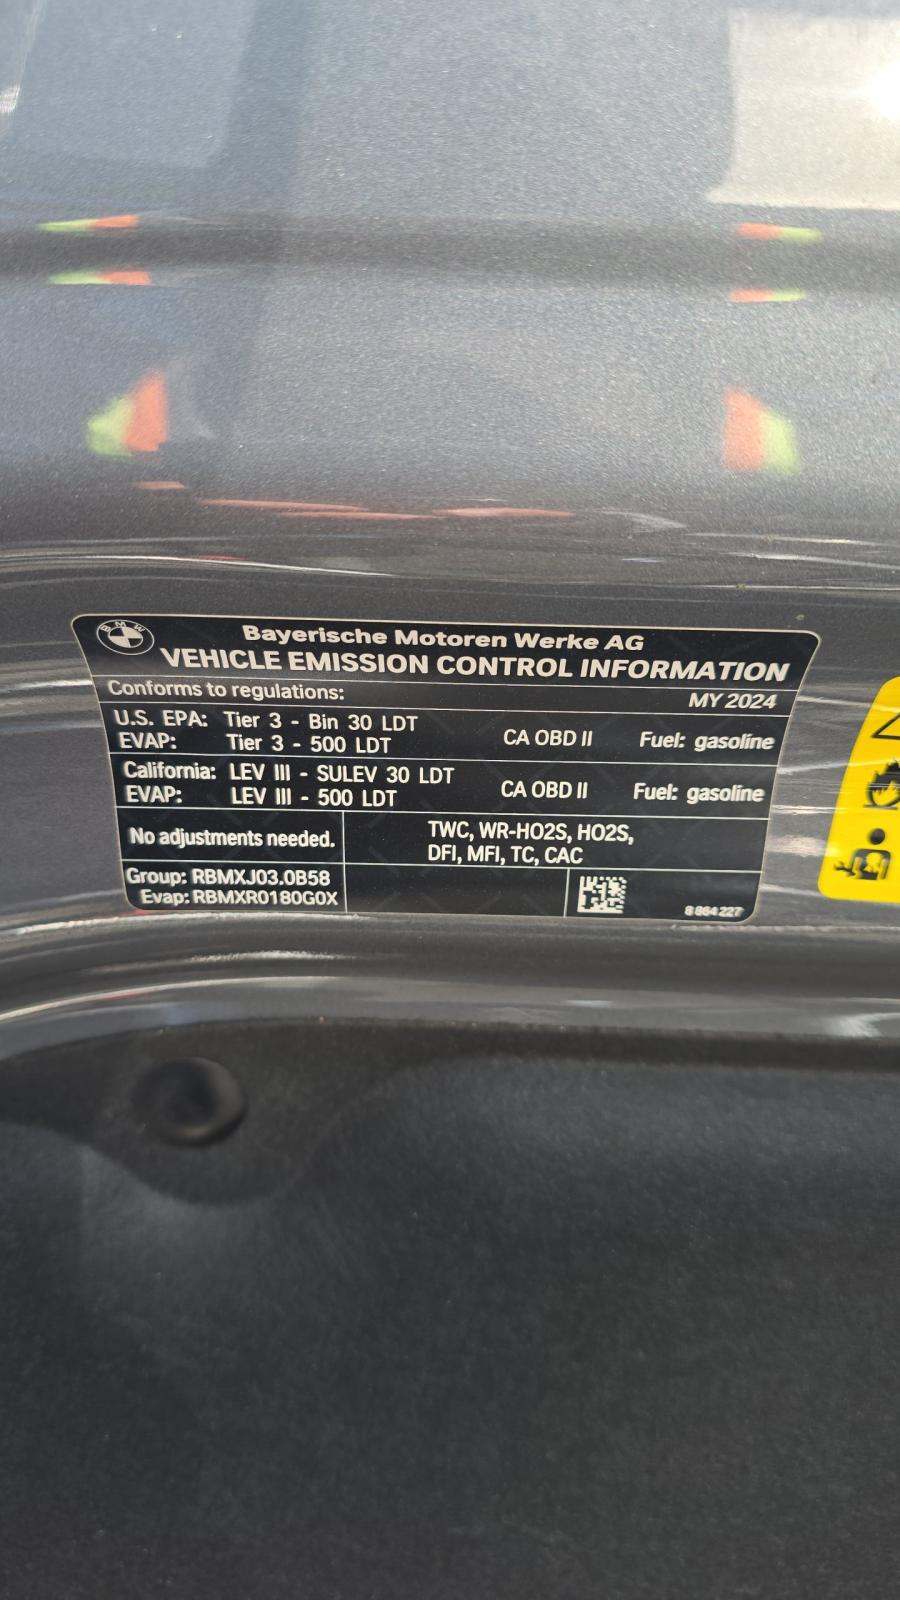 BMW
Bayerische Motoren Werke AG
VEHICLE EMISSION CONTROL INFORMATION
Conforms to regulations: MY 2024
U.S. EPA: Tier 3 - Bin 30 LDT
EVAP: Tier 3 - 500 LDT
CA OBD II Fuel: gasoline
California: LEV III - SULEV 30 LDT
EVAP: LEV III - 500 LDT
CA OBD II Fuel: gasoline
No adjustments needed.
TWC, WR-HO2S, HO2S,
DFI, MFI, TC, CAC
Group: RBMXJ03.0B58
Evap: RBMXR0180G0X
8 864 227